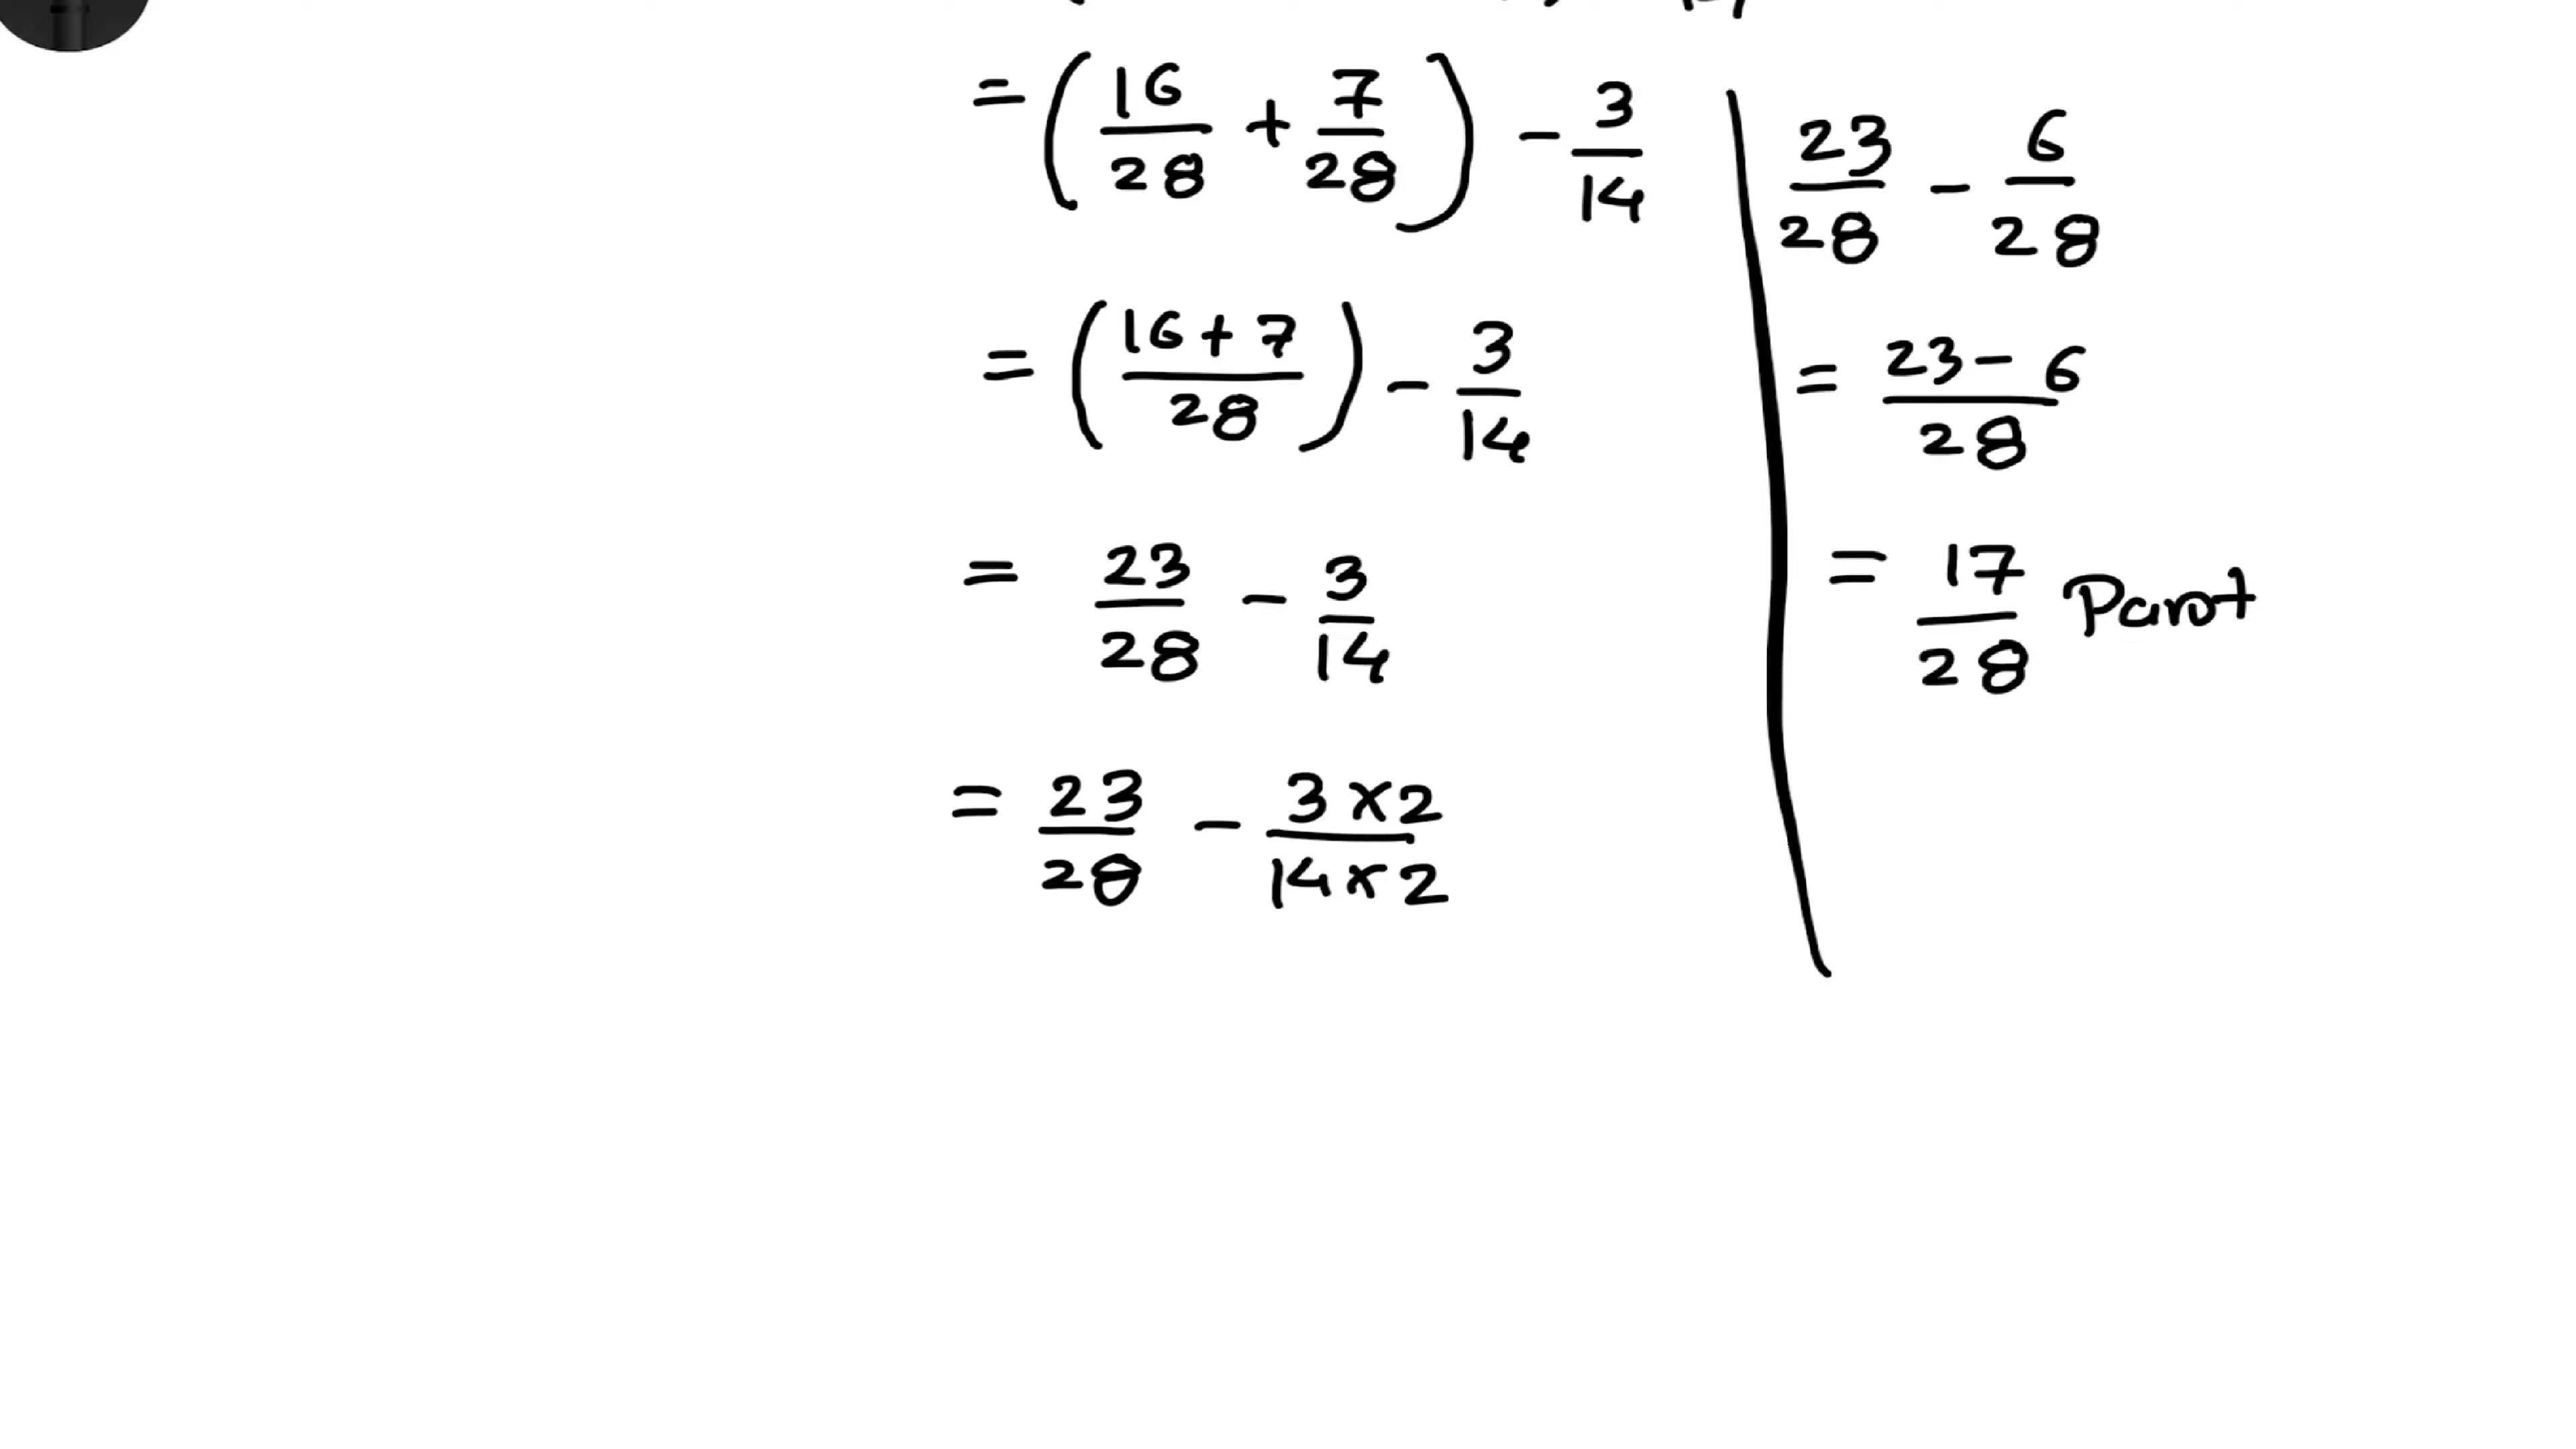 = (16/28 + 7/28) - 3/14
= (16+7/28) - 3/14
= 23/28 - 3/14
= 23/28 - 3×2/14×2
23/28 - 6/28
= 23-6/28
= 17/28 Parot